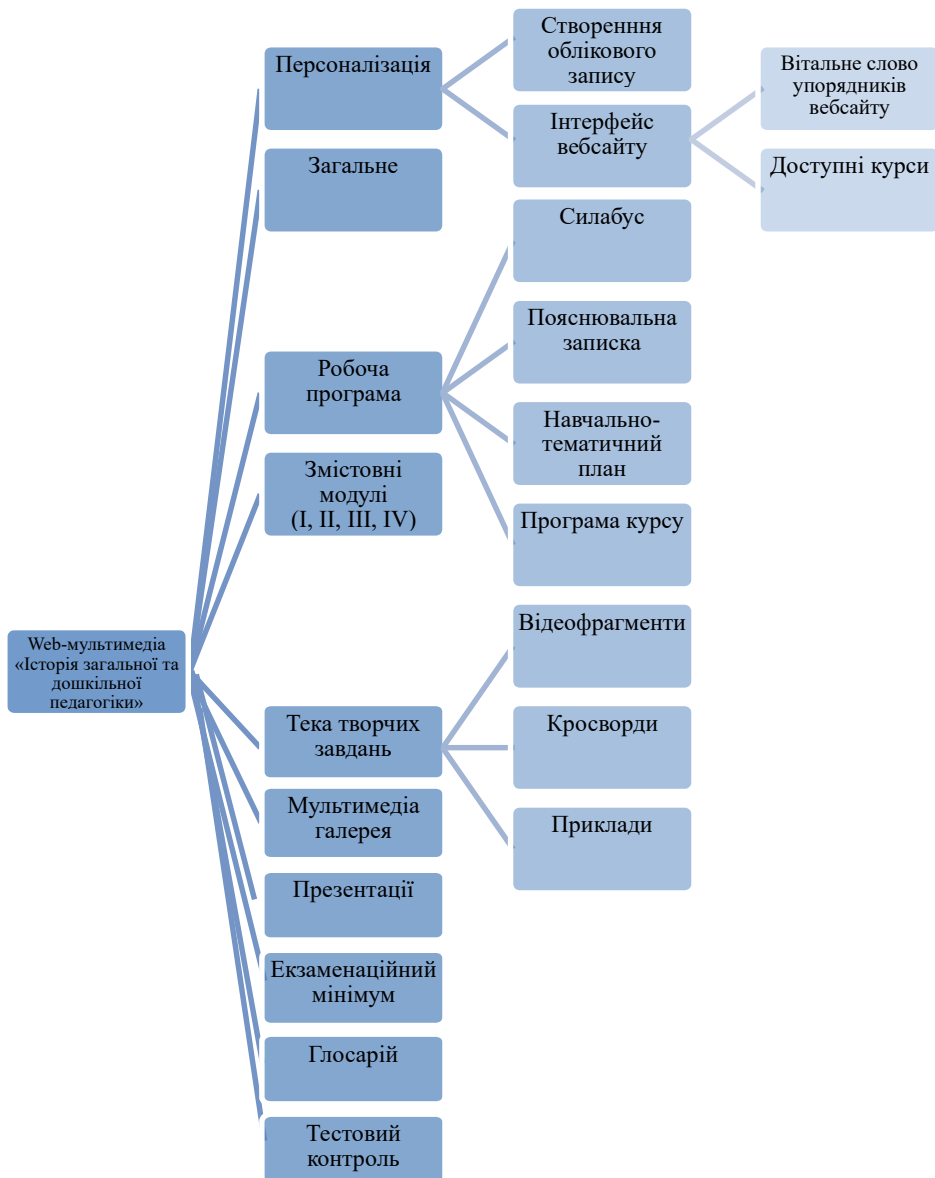 Web-мультимедіа
«Історія загальної та
дошкільної
педагогіки»
Персоналізація
Створенння
облікового
запису
Інтерфейс
вебсайту
Вітальне слово
упорядників
вебсайту
Доступні курси
Загальне
Робоча
програма
Силабус
Пояснювальна
записка
Навчально-
тематичний
план
Програма курсу
Змістовні
модулі
(І, ІІ, ІІІ, ІV)
Тека творчих
завдань
Відеофрагменти
Кросворди
Приклади
Мультимедіа
галерея
Презентації
Екзаменаційний
мінімум
Глосарій
Тестовий
контроль